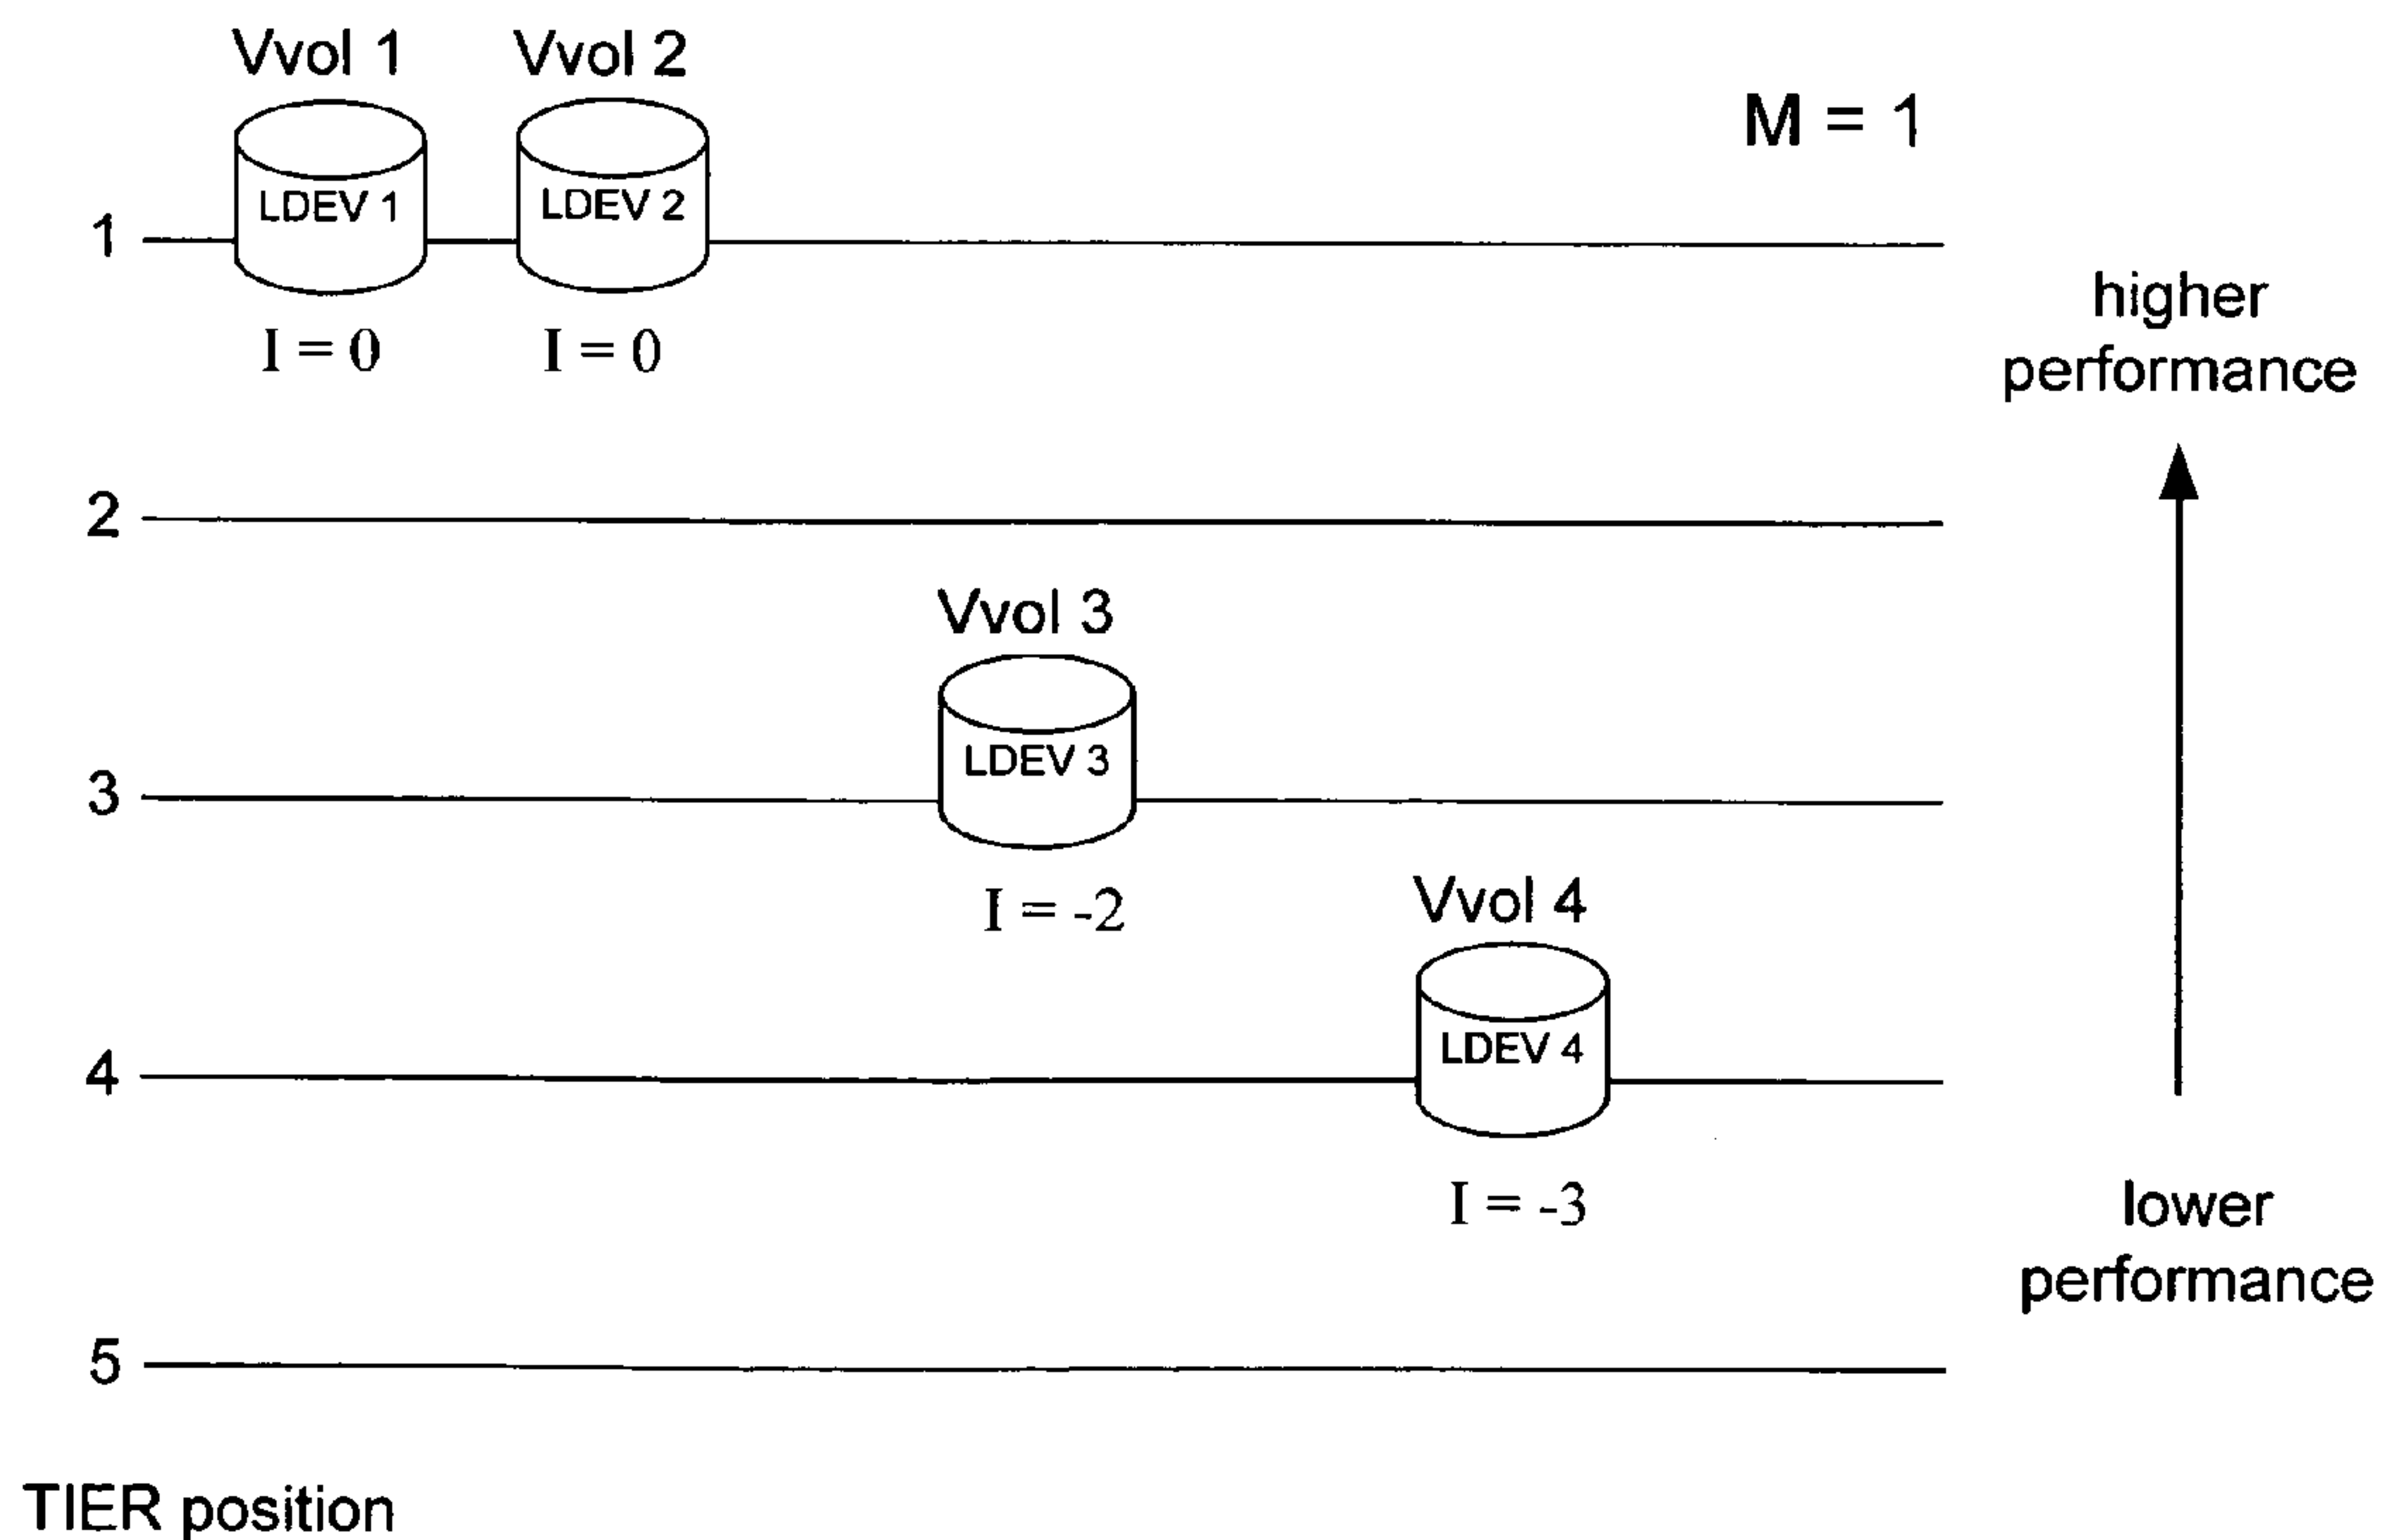 Vvol 1
Vvol 2
M = 1
LDEV 1
LDEV 2
1
I = 0
I = 0
higher
performance
2
Vvol 3
LDEV 3
3
I = -2
Vvol 4
LDEV 4
4
I = -3
lower
performance
5
TIER position